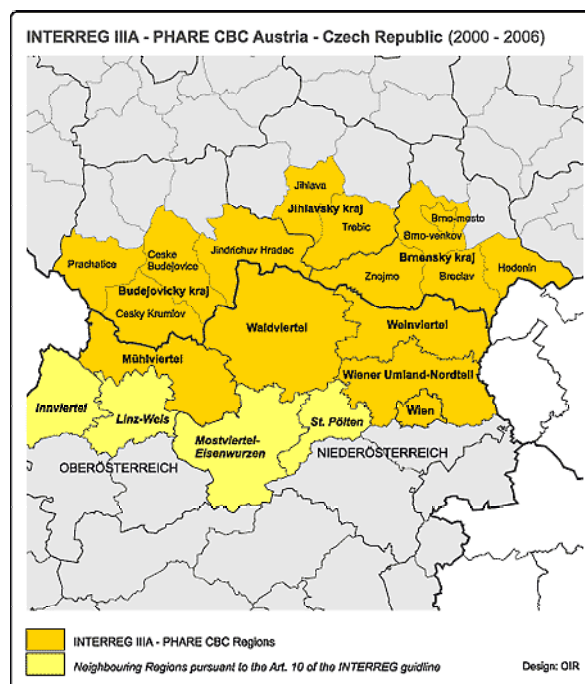 INTERREG IIIA - PHARE CBC Austria - Czech Republic (2000 - 2006)
Jihlava
Jihlavsky kraj
Trebic
Brno-mesto
Brno-venkov
Prachatice
Ceske
Budejovice
Jindrichuv Hradec
Brnensky kraj
Hodonin
Znojmo
Breclav
Budejovicky kraj
Cesky Krumlov
Waldviertel
Weinviertel
Mühlviertel
Wiener Umland-Nordteil
Innviertel
Linz-Wels
Wien
St. Pölten
Mostviertel-
Eisenwurzen
NIEDERÖSTERREICH
OBERÖSTERREICH
INTERREG IIIA - PHARE CBC Regions
Neighbouring Regions pursuant to the Art. 10 of the INTERREG guidline
Design: OIR